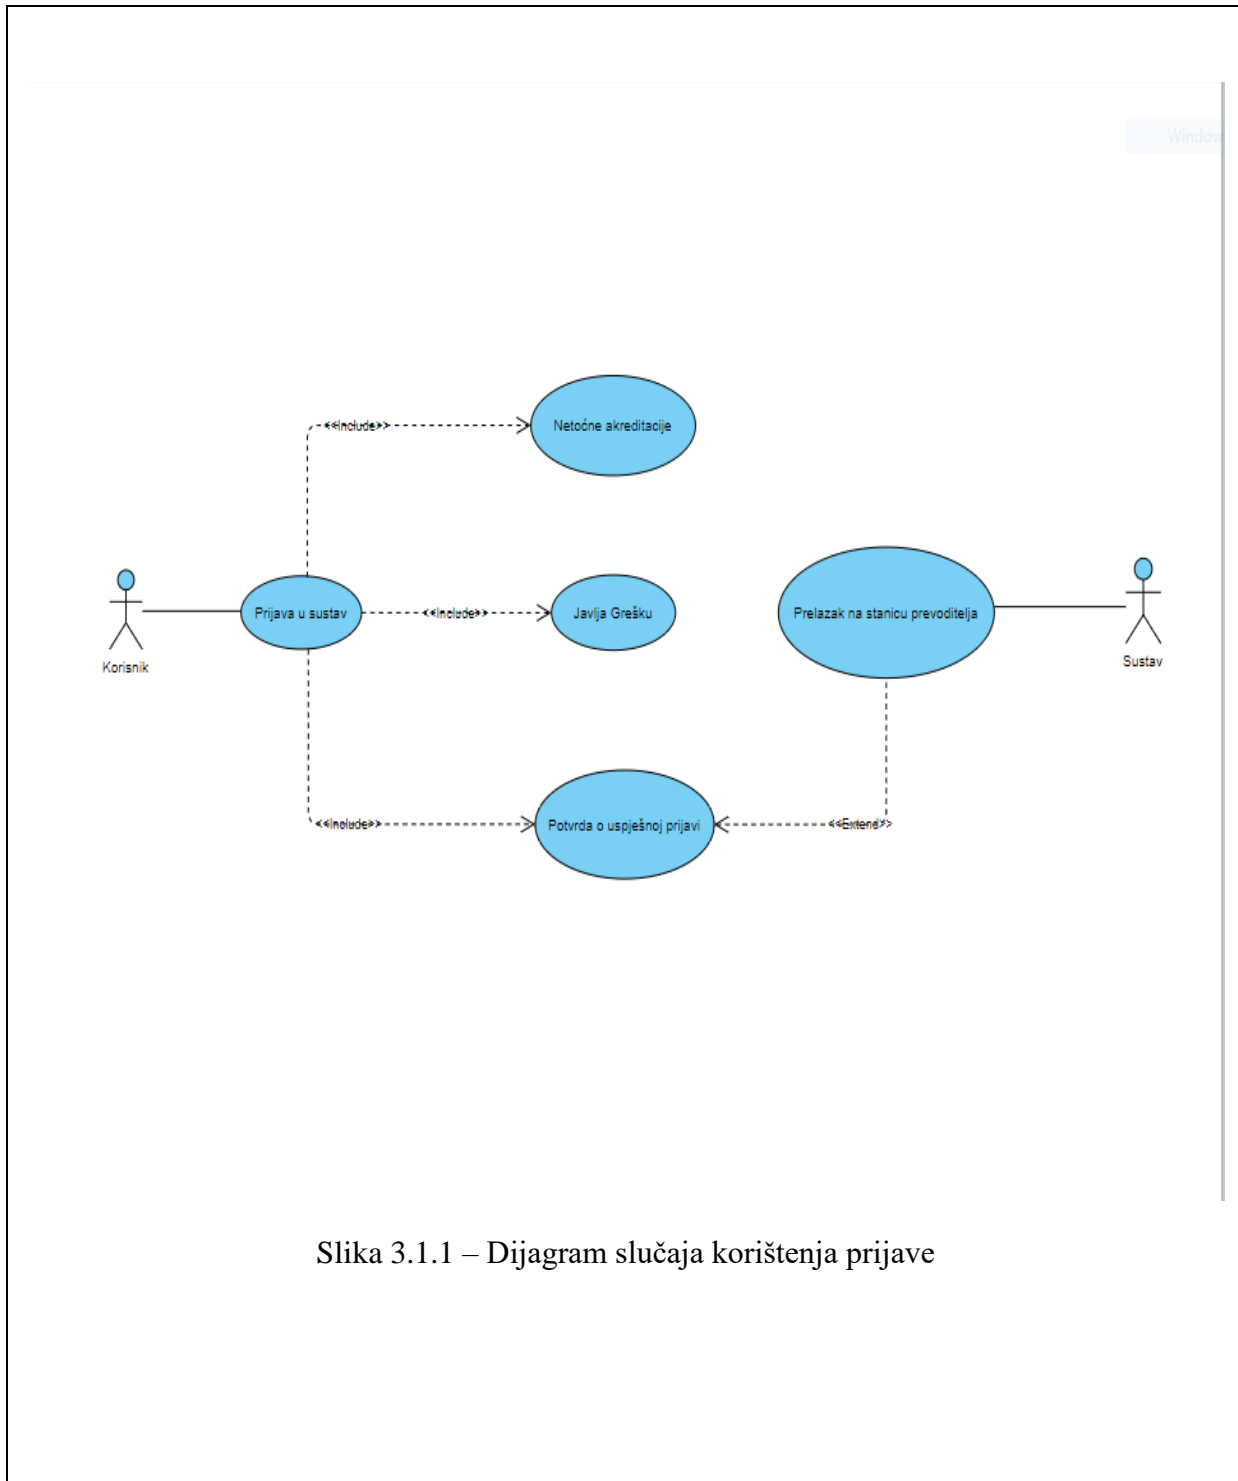 Window
<<Include>>
Netoćne akreditacije
Korisnik
Prijava u sustav
<<Include>>
Javlja Grešku
Prelazak na stanicu prevoditelja
Sustav
<<Include>>
Potvrda o uspješnoj prijavi
<<Extend>>
Slika 3.1.1 – Dijagram slučaja korištenja prijave